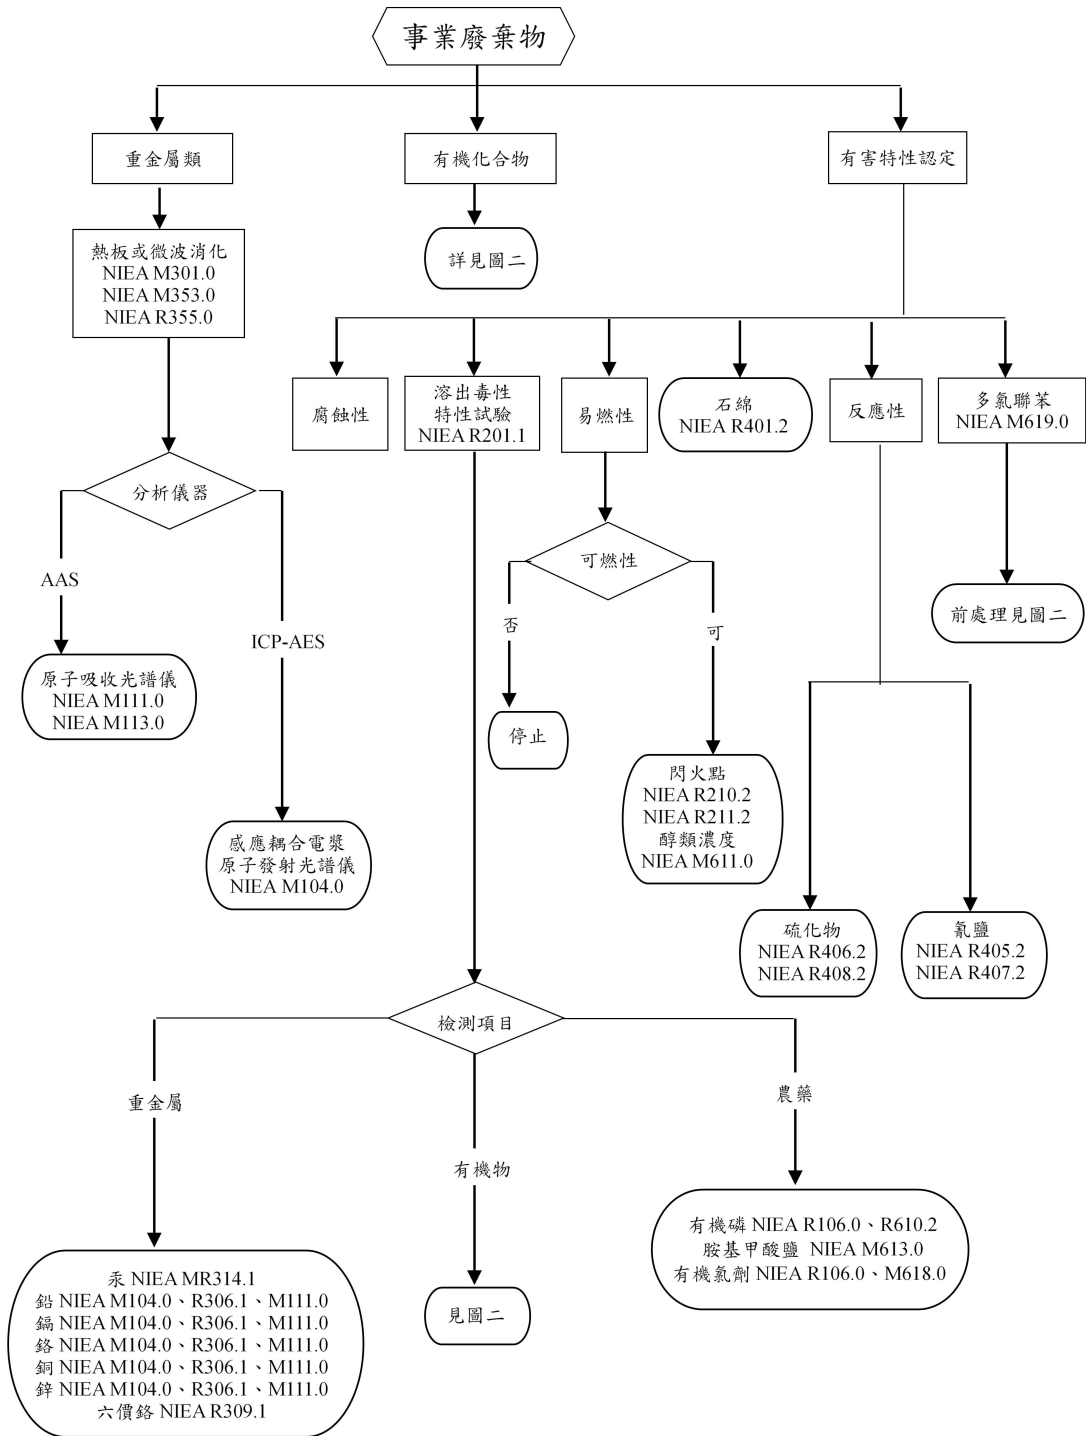 事業廢棄物
重金屬類
有機化合物
有害特性認定
熱板或微波消化
NIEA M301.0
NIEA M353.0
NIEA R355.0
詳見圖二
腐蝕性
溶出毒性
特性試驗
NIEA R201.1
易燃性
石綿
NIEA R401.2
反應性
多氯聯苯
NIEA M619.0
分析儀器
AAS
ICP-AES
可燃性
否
可
前處理見圖二
原子吸收光譜儀
NIEA M111.0
NIEA M113.0
停止
閃火點
NIEA R210.2
NIEA R211.2
醇類濃度
NIEA M611.0
感應耦合電漿
原子發射光譜儀
NIEA M104.0
硫化物
NIEA R406.2
NIEA R408.2
氰鹽
NIEA R405.2
NIEA R407.2
檢測項目
重金屬
有機物
農藥
汞 NIEA MR314.1
鉛 NIEA M104.0、R306.1、M111.0
鎘 NIEA M104.0、R306.1、M111.0
鉻 NIEA M104.0、R306.1、M111.0
銅 NIEA M104.0、R306.1、M111.0
鋅 NIEA M104.0、R306.1、M111.0
六價鉻 NIEA R309.1
見圖二
有機磷 NIEA R106.0、R610.2
胺基甲酸鹽 NIEA M613.0
有機氯劑 NIEA R106.0、M618.0